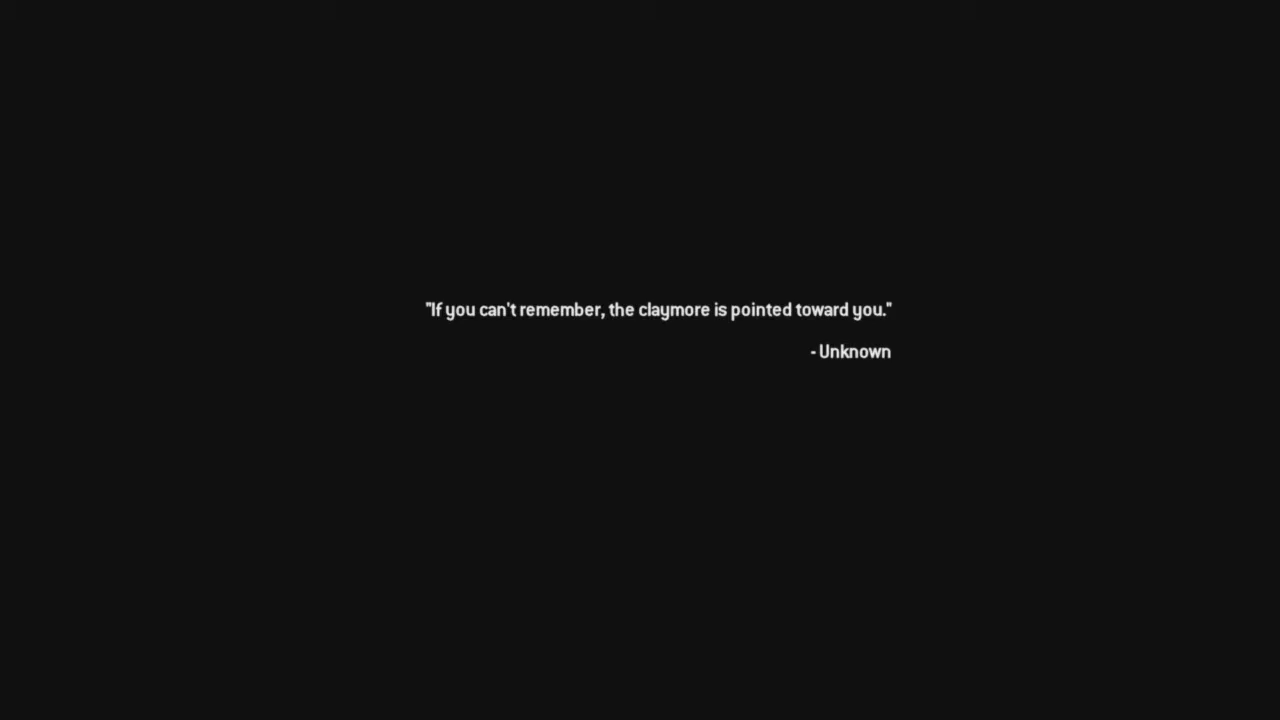 "If you can't remember, the claymore is pointed toward you."
- Unknown